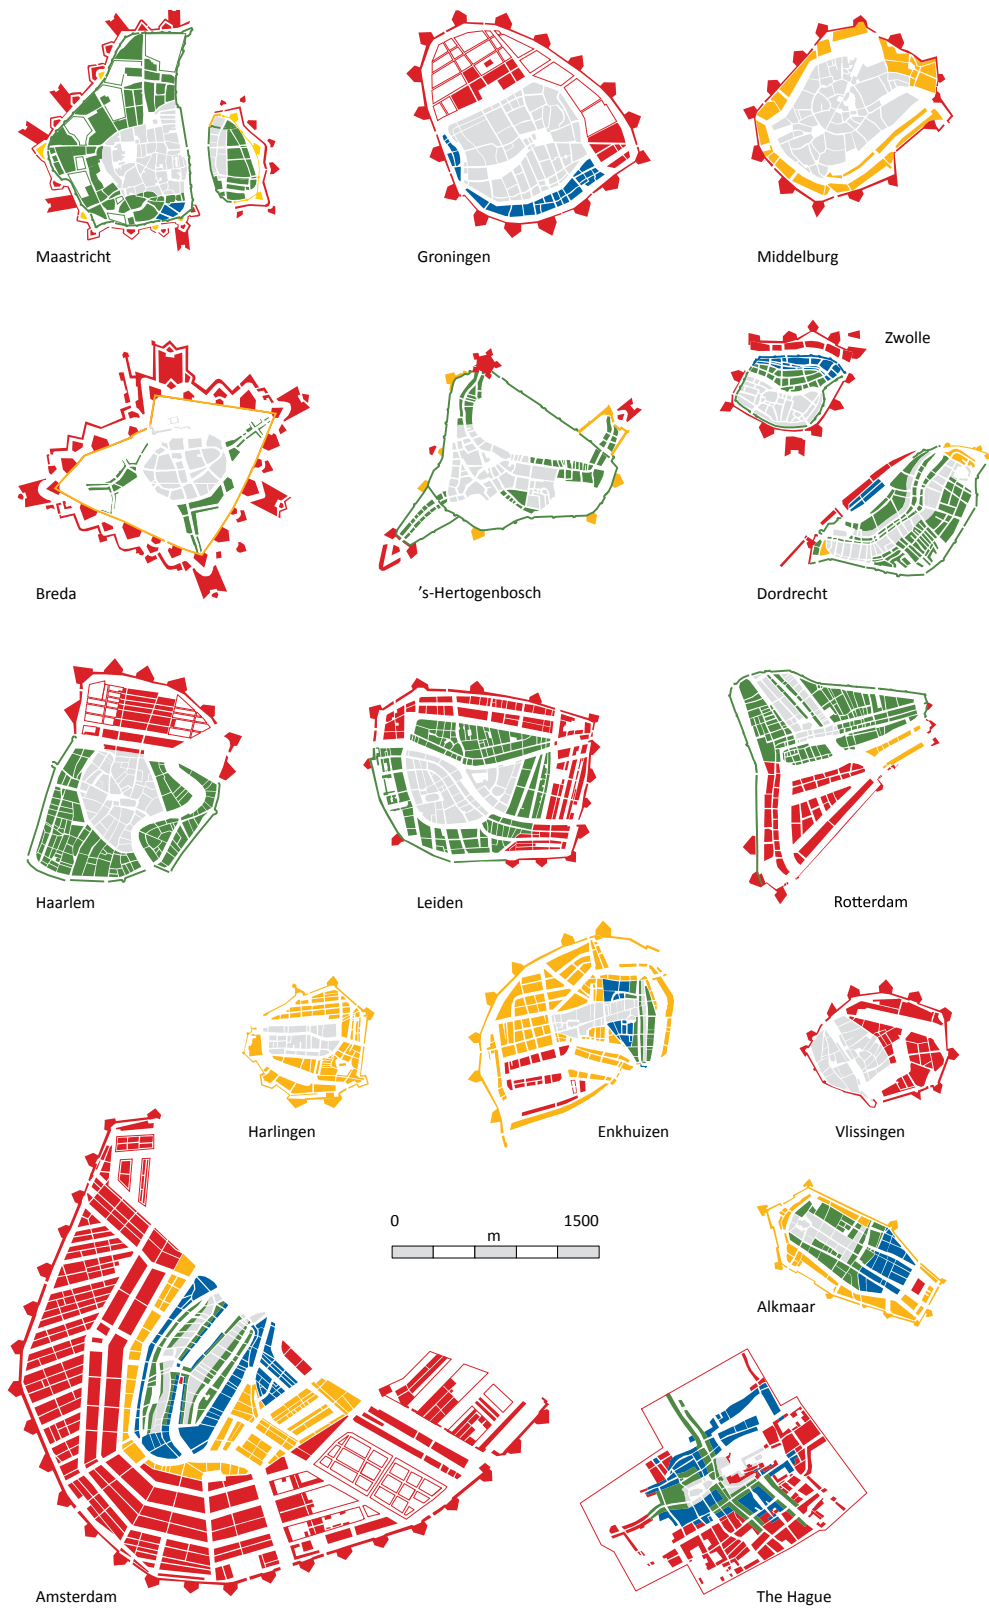 Maastricht
Groningen
Middelburg
Zwolle
Breda
's-Hertogenbosch
Dordrecht
Haarlem
Leiden
Rotterdam
Harlingen
Enkhuizen
Vlissingen
0 1500
m
Alkmaar
Amsterdam
The Hague